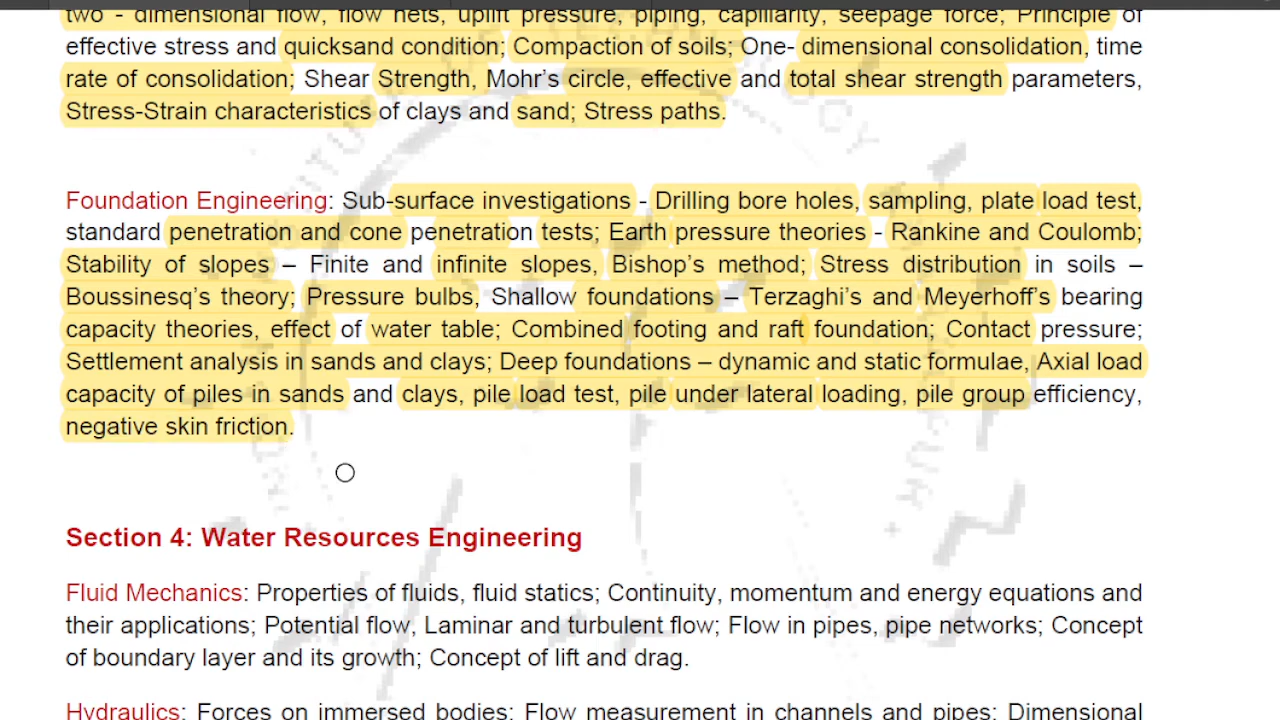 two - dimensional flow, flow nets, uplift pressure, piping, capillarity, seepage force; Principle of
effective stress and quicksand condition; Compaction of soils; One- dimensional consolidation, time
rate of consolidation; Shear Strength, Mohr's circle, effective and total shear strength parameters,
Stress-Strain characteristics of clays and sand; Stress paths.
Foundation Engineering: Sub-surface investigations - Drilling bore holes, sampling, plate load test,
standard penetration and cone penetration tests; Earth pressure theories - Rankine and Coulomb;
Stability of slopes – Finite and infinite slopes, Bishop's method; Stress distribution in soils –
Boussinesq's theory; Pressure bulbs, Shallow foundations – Terzaghi's and Meyerhoff's bearing
capacity theories, effect of water table; Combined footing and raft foundation; Contact pressure;
Settlement analysis in sands and clays; Deep foundations – dynamic and static formulae, Axial load
capacity of piles in sands and clays, pile load test, pile under lateral loading, pile group efficiency,
negative skin friction.
Section 4: Water Resources Engineering
Fluid Mechanics: Properties of fluids, fluid statics; Continuity, momentum and energy equations and
their applications; Potential flow, Laminar and turbulent flow; Flow in pipes, pipe networks; Concept
of boundary layer and its growth; Concept of lift and drag.
Hydraulics: Forces on immersed bodies; Flow measurement in channels and pipes; Dimensional